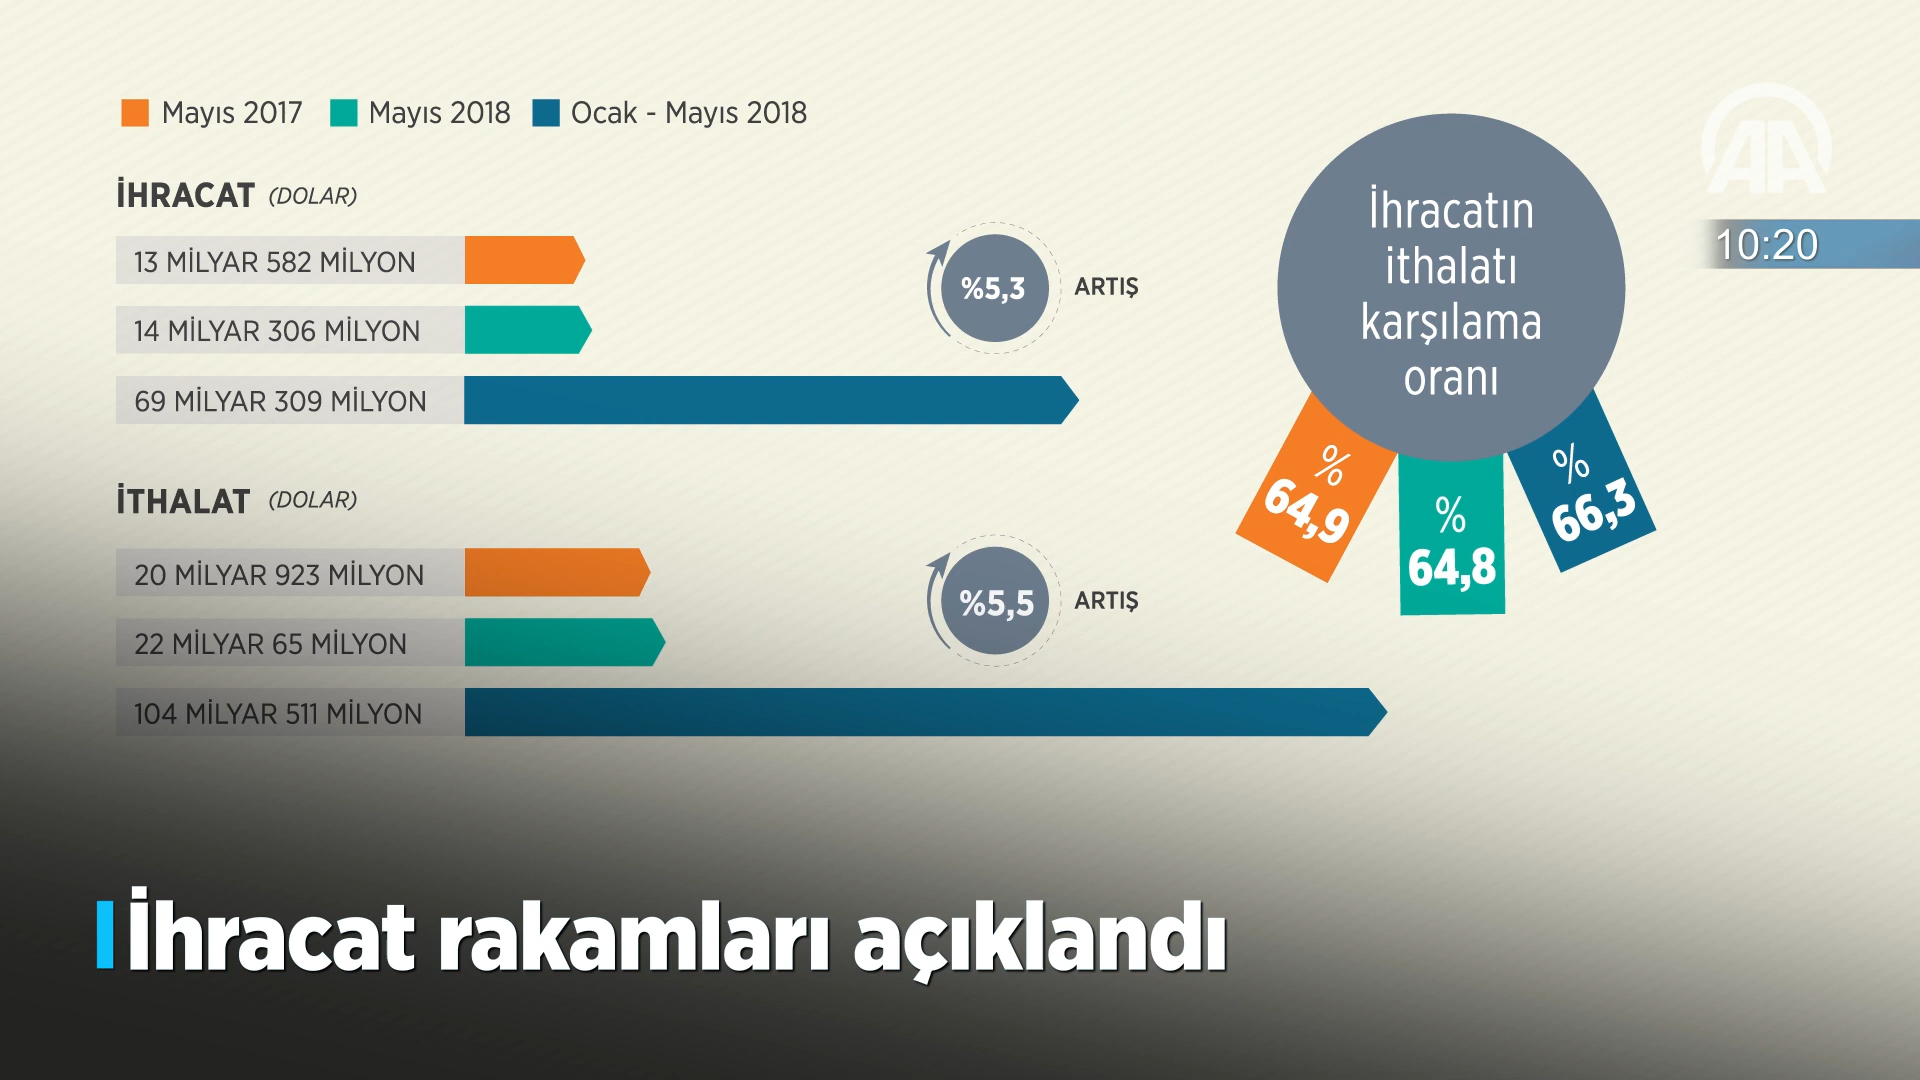 Mayıs 2017 Mayıs 2018 Ocak - Mayıs 2018
İHRACAT (DOLAR)
13 MİLYAR 582 MİLYON
14 MİLYAR 306 MİLYON
69 MİLYAR 309 MİLYON
%5,3 ARTIŞ
İTHALAT (DOLAR)
20 MİLYAR 923 MİLYON
22 MİLYAR 65 MİLYON
104 MİLYAR 511 MİLYON
%5,5 ARTIŞ
İhracatın
ithalatı
karşılama
oranı
%
64,9
%
64,8
%
66,3
AA
10:20
İhracat rakamları açıklandı